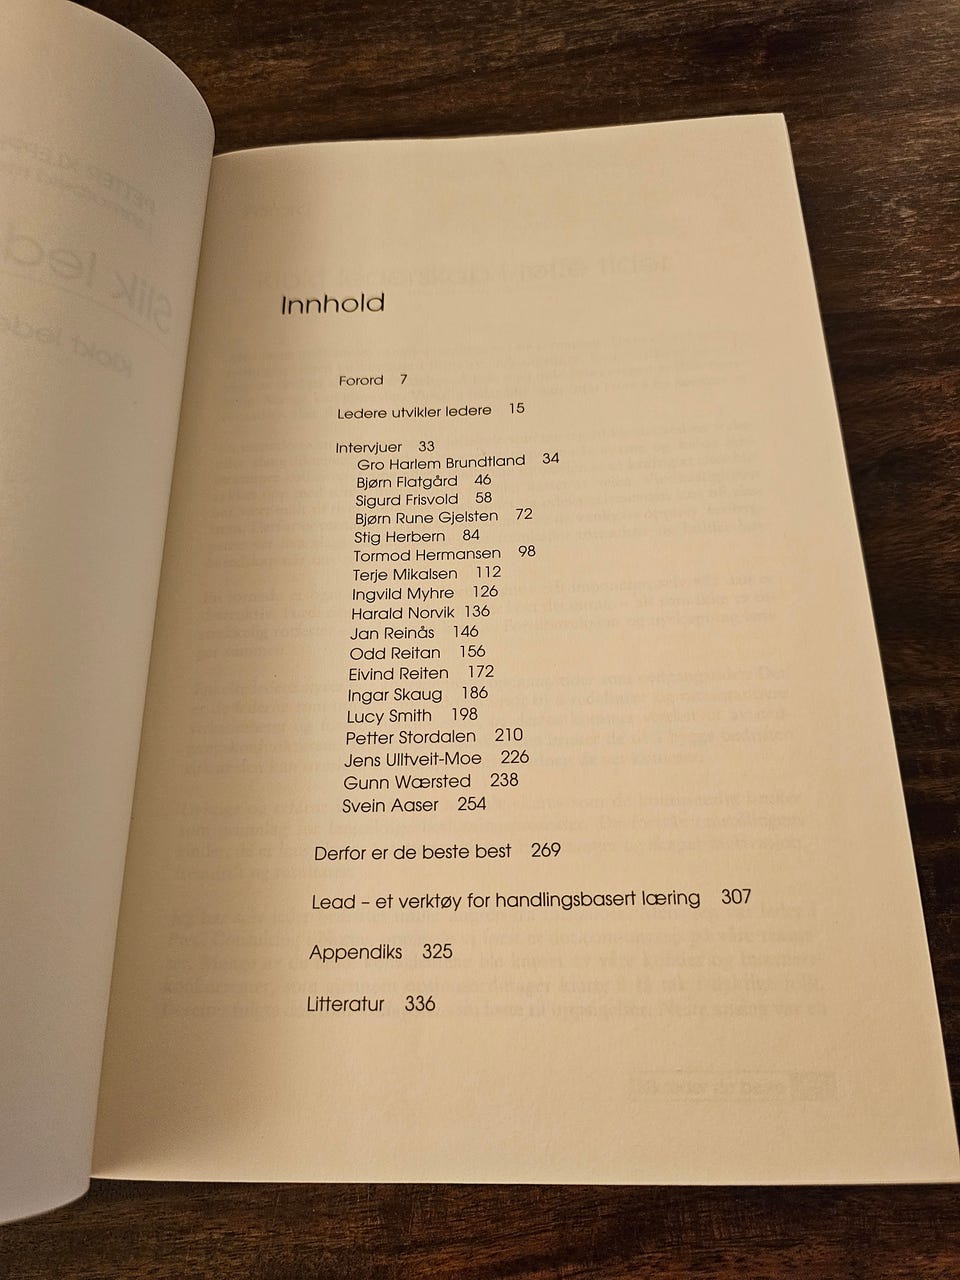 Innhold
Forord 7
Ledere utvikler ledere 15
Intervjuer 33
Gro Harlem Brundtland 34
Bjørn Flatgård 46
Sigurd Frisvold 58
Bjørn Rune Gjelsten 72
Stig Herbern 84
Tormod Hermansen 98
Terje Mikalsen 112
Ingvild Myhre 126
Harald Norvik 136
Jan Reinås 146
Odd Reitan 156
Eivind Reiten 172
Ingar Skaug 186
Lucy Smith 198
Petter Stordalen 210
Jens Ulltveit-Moe 226
Gunn Wærsted 238
Svein Aaser 254
Derfor er de beste best 269
Lead – et verktøy for handlingsbasert læring 307
Appendiks 325
Litteratur 336